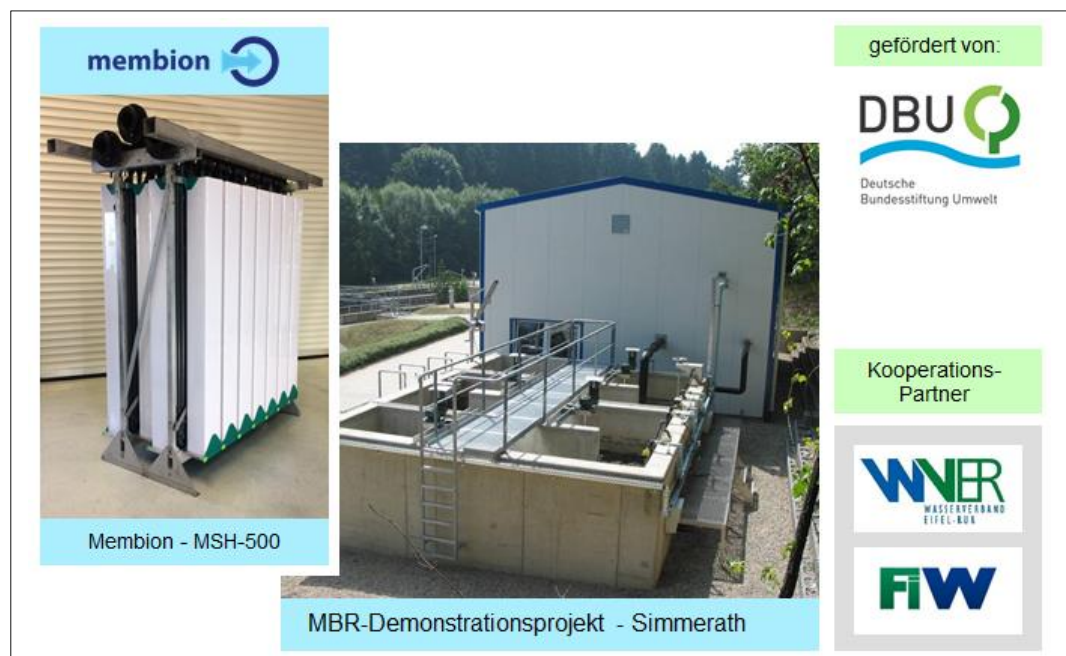 membion
Membion - MSH-500
MBR-Demonstrationsprojekt - Simmerath
gefördert von:
DBU
Deutsche
Bundesstiftung Umwelt
Kooperations-
Partner
WVER
WASSERVERBAND
EIFEL-RUR
FiW